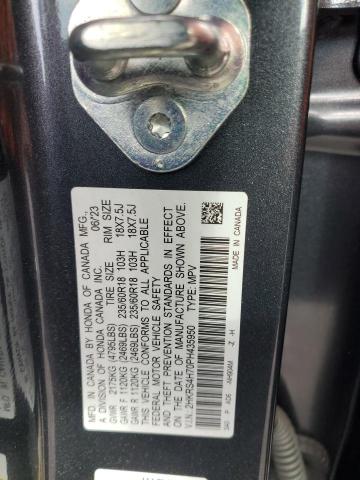 MFD. IN CANADA BY HONDA OF CANADA MFG.,
A DIVISION OF HONDA CANADA INC. 06/23
GVWR 2175KG (4795LBS) TIRE SIZE RIM SIZE
GAWR F 1120KG (2469LBS) 235/60R18 103H 18X7.5J
GAWR R 1120KG (2469LBS) 235/60R18 103H 18X7.5J
THIS VEHICLE CONFORMS TO ALL APPLICABLE
FEDERAL MOTOR VEHICLE SAFETY
AND THEFT PREVENTION STANDARDS IN EFFECT
ON THE DATE OF MANUFACTURE SHOWN ABOVE.
V.I.N.: 2HKRS4H70PH435950 TYPE: MPV
MADE IN CANADA